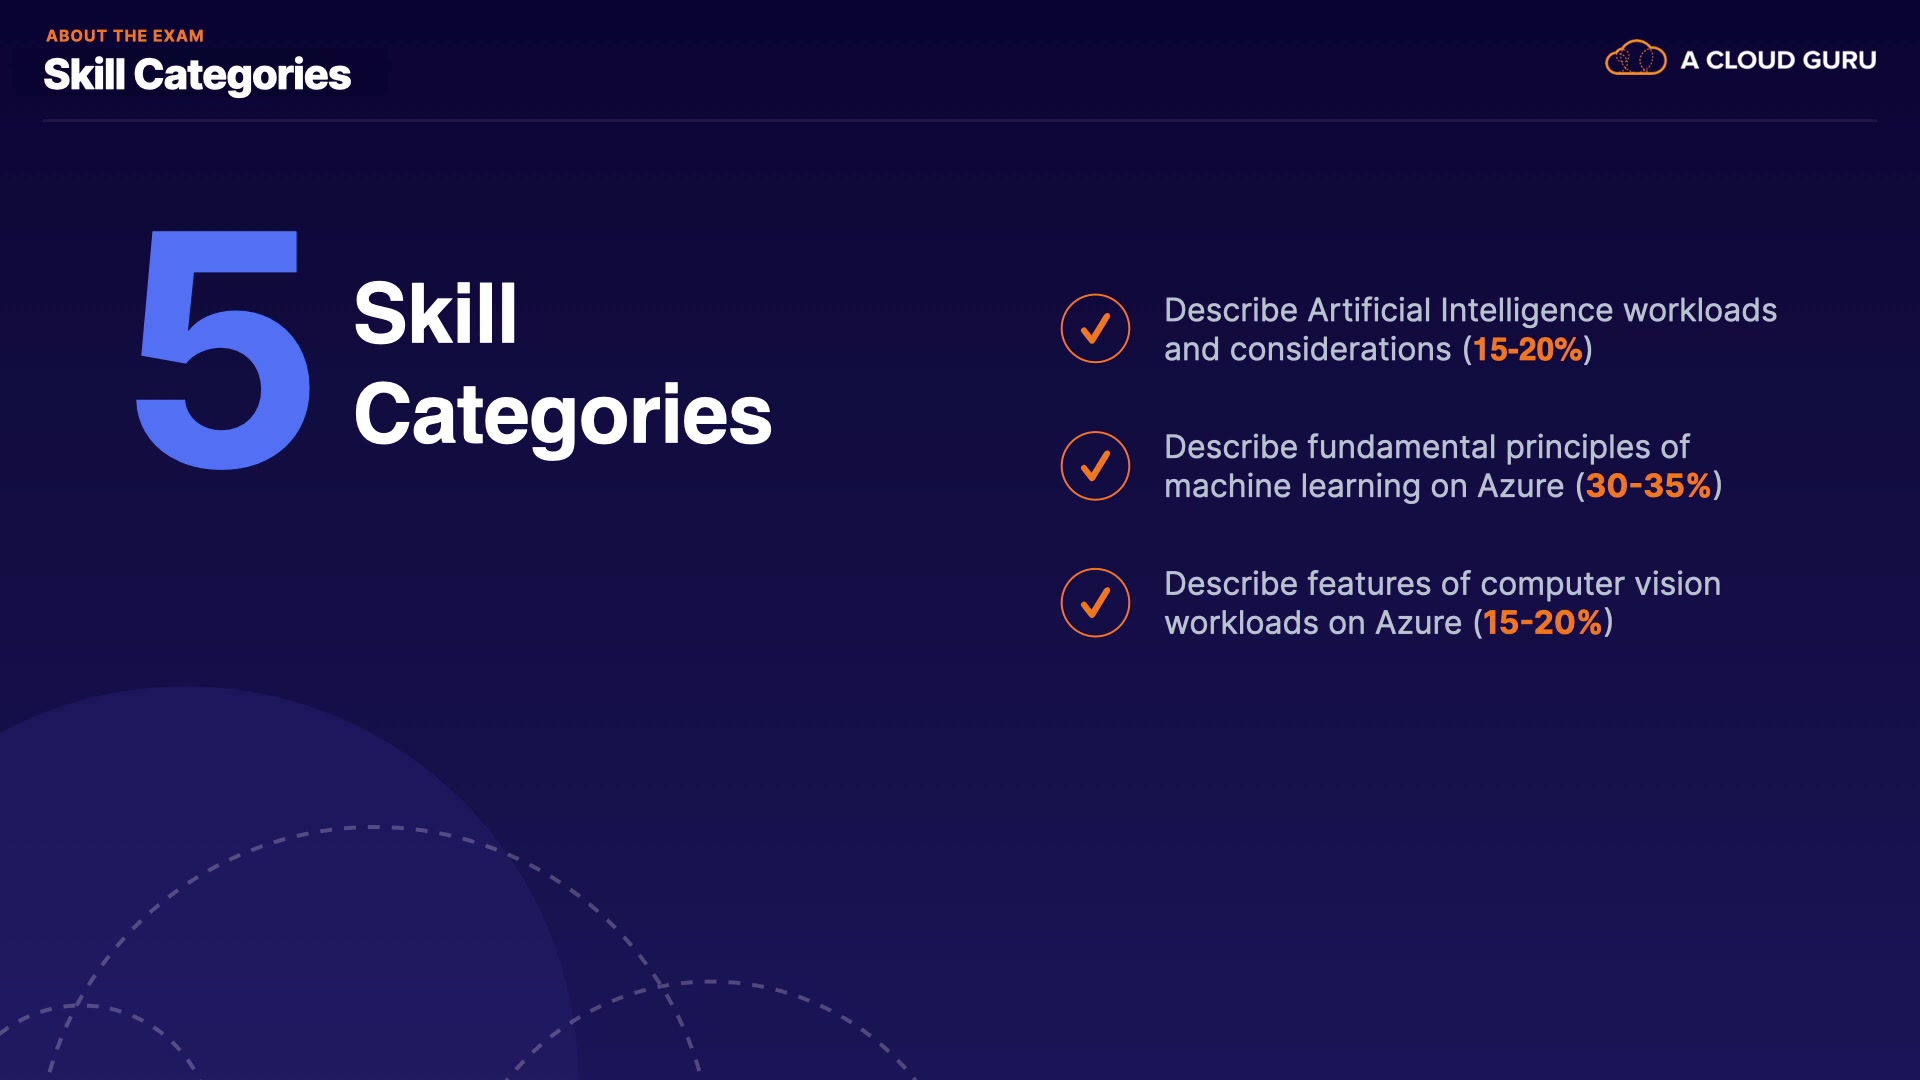 ABOUT THE EXAM
Skill Categories
A CLOUD GURU
5
Skill
Categories
Describe Artificial Intelligence workloads
and considerations (15-20%)
Describe fundamental principles of
machine learning on Azure (30-35%)
Describe features of computer vision
workloads on Azure (15-20%)